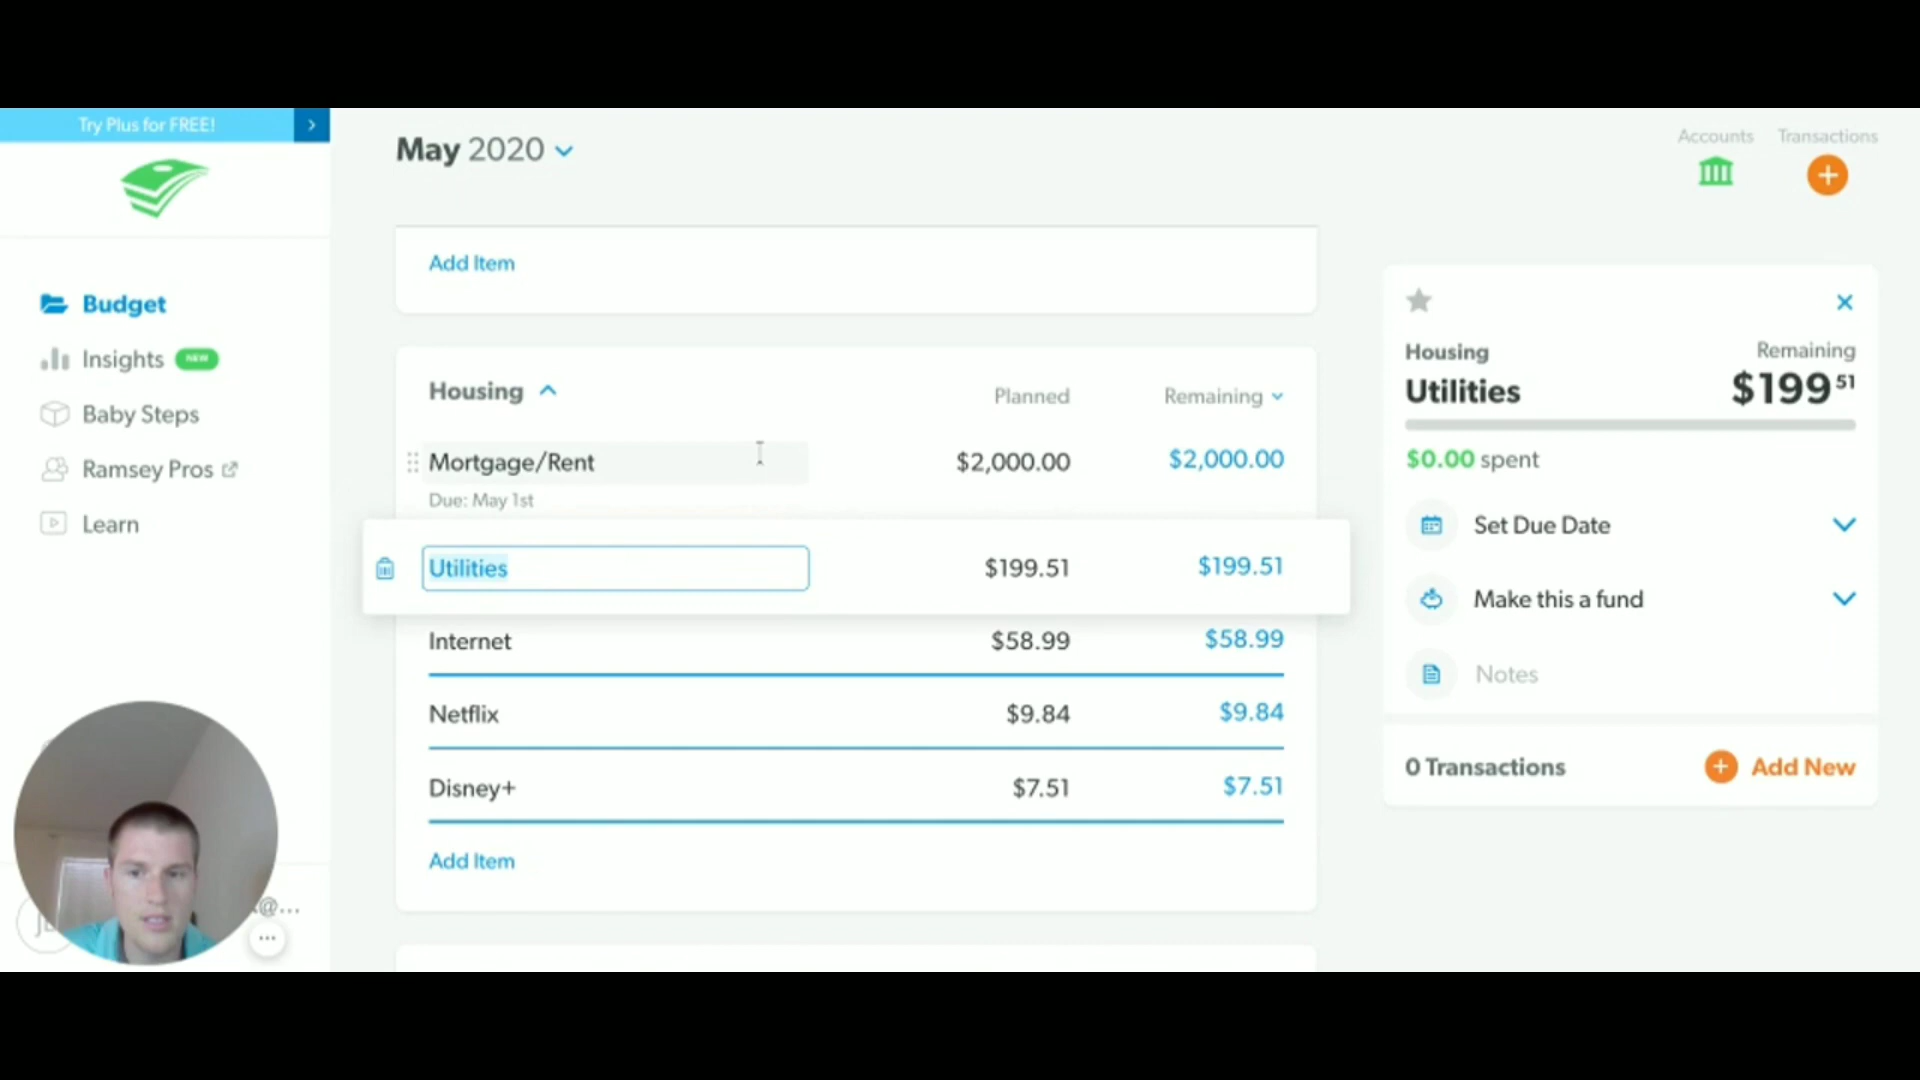 Try Plus for FREE!
May 2020
Accounts
Transactions
Add Item
Budget
Insights NEW
Baby Steps
Ramsey Pros
Learn
Housing
Planned
Remaining
Mortgage/Rent
$2,000.00
$2,000.00
Due: May 1st
Utilities
$199.51
$199.51
Internet
$58.99
$58.99
Netflix
$9.84
$9.84
Disney+
$7.51
$7.51
Add Item
Housing
Remaining
Utilities
$199 51
$0.00 spent
Set Due Date
Make this a fund
Notes
0 Transactions
Add New
@...